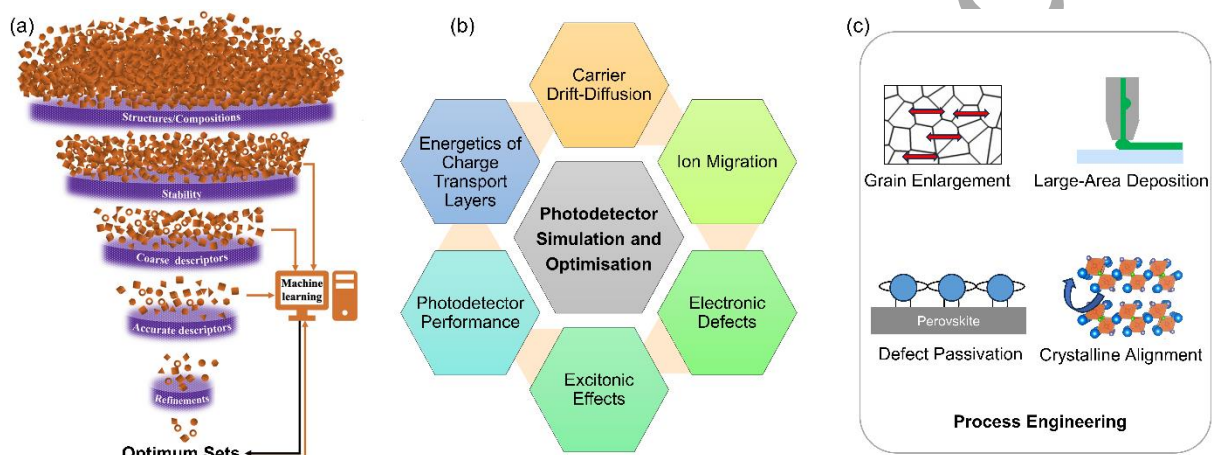 (a)
Structures/Compositions
Stability
Coarse descriptors
Machine
learning
Accurate descriptors
Refinements
Optimum Sets
(b)
Carrier
Drift-Diffusion
Energetics of
Charge
Transport
Layers
Ion Migration
Photodetector
Simulation and
Optimisation
Photodetector
Performance
Electronic
Defects
Excitonic
Effects
(c)
Grain Enlargement
Large-Area Deposition
Perovskite
Defect Passivation
Crystalline Alignment
Process Engineering